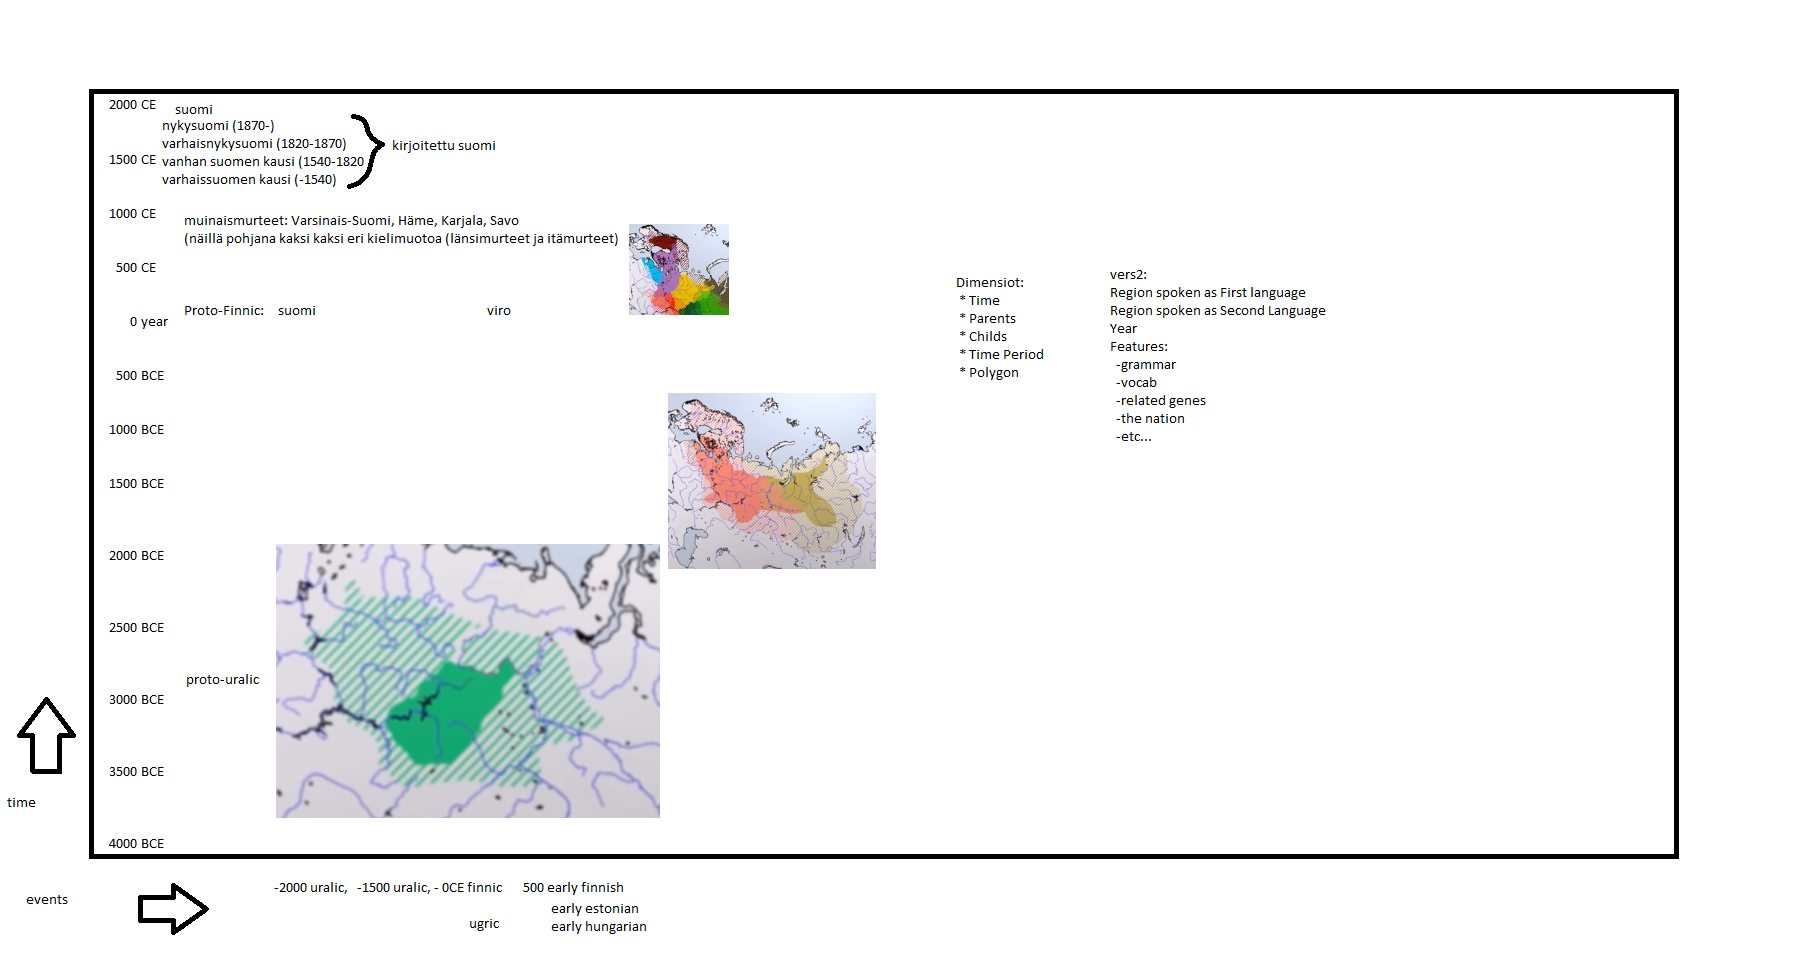 2000 CE
suomi
nykysuomi (1870-)
varhaisnykysuomi (1820-1870)
kirjoitettu suomi
1500 CE
vanhan suomen kausi (1540-1820
varhaissuomen kausi (-1540)
1000 CE
muinaismurteet: Varsinais-Suomi, Häme, Karjala, Savo
(näillä pohjana kaksi kaksi eri kielimuotoa (länsimurteet ja itämurteet)
500 CE
Proto-Finnic: suomi viro
0 year
500 BCE
1000 BCE
1500 BCE
2000 BCE
2500 BCE
proto-uralic
3000 BCE
3500 BCE
4000 BCE
Dimensiot:
* Time
* Parents
* Childs
* Time Period
* Polygon
vers2:
Region spoken as First language
Region spoken as Second Language
Year
Features:
-grammar
-vocab
-related genes
-the nation
-etc...
time
events
-2000 uralic, -1500 uralic, - 0CE finnic 500 early finnish
early estonian
ugric early hungarian